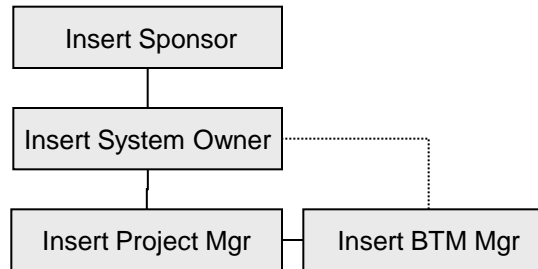 Insert Sponsor
Insert System Owner
Insert Project Mgr
Insert BTM Mgr